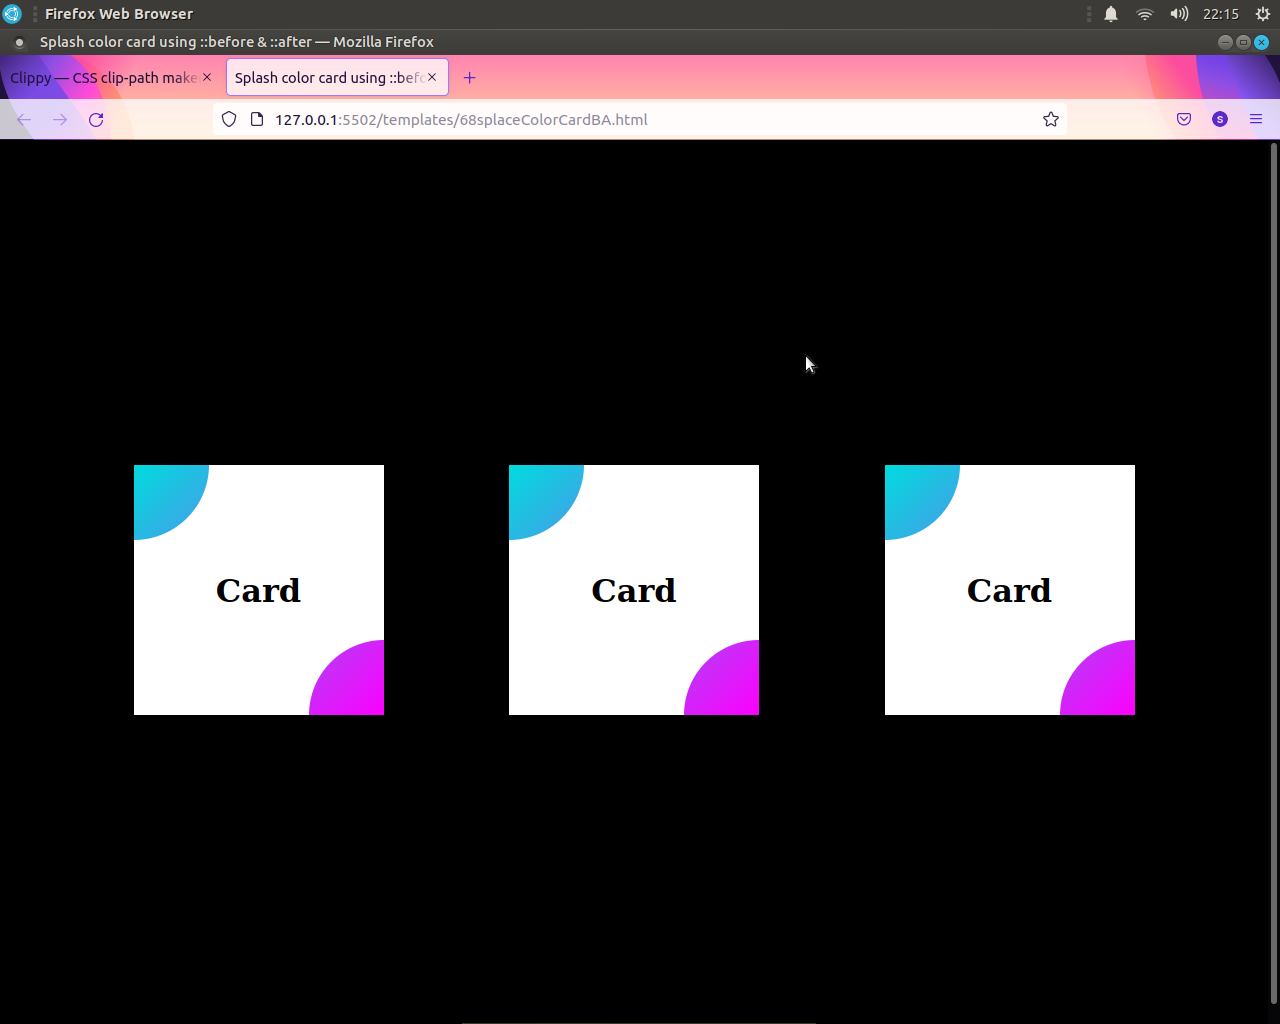 Firefox Web Browser
22:15
Splash color card using ::before & ::after — Mozilla Firefox
Clippy — CSS clip-path make
Splash color card using ::befo
127.0.0.1:5502/templates/68splaceColorCardBA.html
S
Card
Card
Card